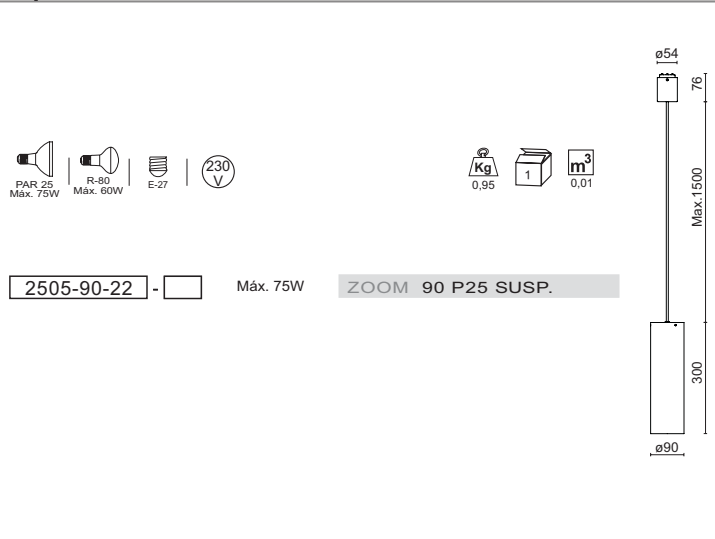 ø54
76
PAR 25
Máx. 75W
R-80
Máx. 60W
E-27
230
V
Kg
0,95
1
m³
0,01
Max.1500
2505-90-22 -
Máx. 75W
ZOOM 90 P25 SUSP.
300
ø90